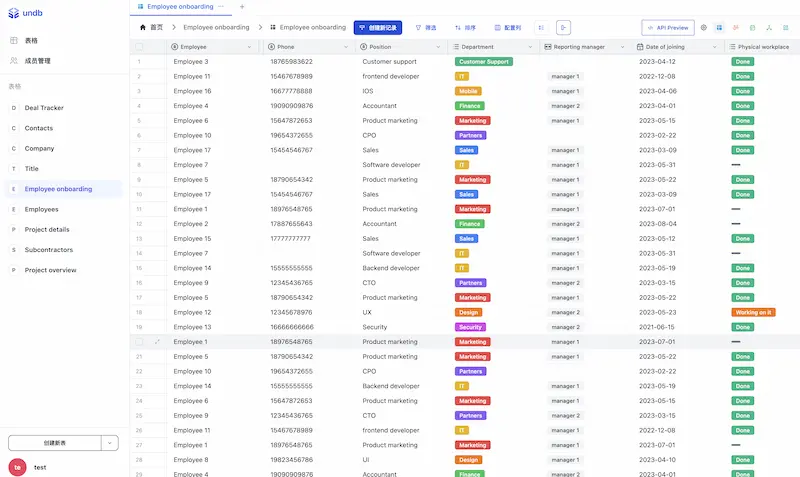 undb
表格
成员管理
表格
D Deal Tracker
C Contacts
C Company
T Title
E Employee onboarding
E Employees
P Project details
S Subcontractors
P Project overview
创建新表
te test
Employee onboarding
首页 Employee onboarding Employee onboarding 创建新记录 筛选 排序 配置列 API Preview
Employee Phone Position Department Reporting manager Date of joining Physical workplace
1 Employee 3 18765983622 Customer support Customer Support 2023-04-12 Done
2 Employee 11 15467678989 frontend developer IT manager 1 2022-12-08 Done
3 Employee 16 16677778888 IOS Mobile manager 1 2023-04-06 Done
4 Employee 4 19090909876 Accountant Finance manager 2 2023-04-01 Done
5 Employee 6 15647872653 Product marketing Marketing manager 1 2023-05-15 Done
6 Employee 10 19654372655 CPO Partners 2023-02-22 Done
7 Employee 17 15454546767 Sales Sales manager 1 2023-03-09 Done
8 Employee 7 Software developer IT manager 1 2023-05-31
9 Employee 5 18790654342 Product marketing Marketing manager 1 2023-05-22 Done
10 Employee 17 15454546767 Sales Sales manager 1 2023-03-09 Done
11 Employee 1 18976548765 Product marketing Marketing manager 1 2023-07-01
12 Employee 2 17887655643 Accountant Finance manager 2 2023-08-04
13 Employee 15 17777777777 Sales Sales manager 1 2023-05-12 Done
14 Employee 7 Software developer IT manager 1 2023-05-31
15 Employee 14 15555555555 Backend developer IT manager 1 2023-05-19 Done
16 Employee 9 12345436765 CTO Partners manager 2 2023-03-15 Done
17 Employee 5 18790654342 Product marketing Marketing manager 1 2023-05-22 Done
18 Employee 12 12345678976 UX Design manager 2 2023-05-23 Working on it
19 Employee 13 16666666666 Security Security manager 2 2021-06-15 Done
Employee 1 18976548765 Product marketing Marketing manager 1 2023-07-01
21 Employee 5 18790654342 Product marketing Marketing manager 1 2023-05-22 Done
22 Employee 10 19654372655 CPO Partners 2023-02-22 Done
23 Employee 14 15555555555 Backend developer IT manager 1 2023-05-19 Done
24 Employee 6 15647872653 Product marketing Marketing manager 1 2023-05-15 Done
25 Employee 9 12345436765 CTO Partners manager 2 2023-03-15 Done
26 Employee 11 15467678989 frontend developer IT manager 1 2022-12-08 Done
27 Employee 1 18976548765 Product marketing Marketing manager 1 2023-07-01
28 Employee 8 19823456786 Ui Design manager 1 2023-04-10 Done
29 Employee 4 19090909876 Accountant Finance manager 2 2023-04-01 Done